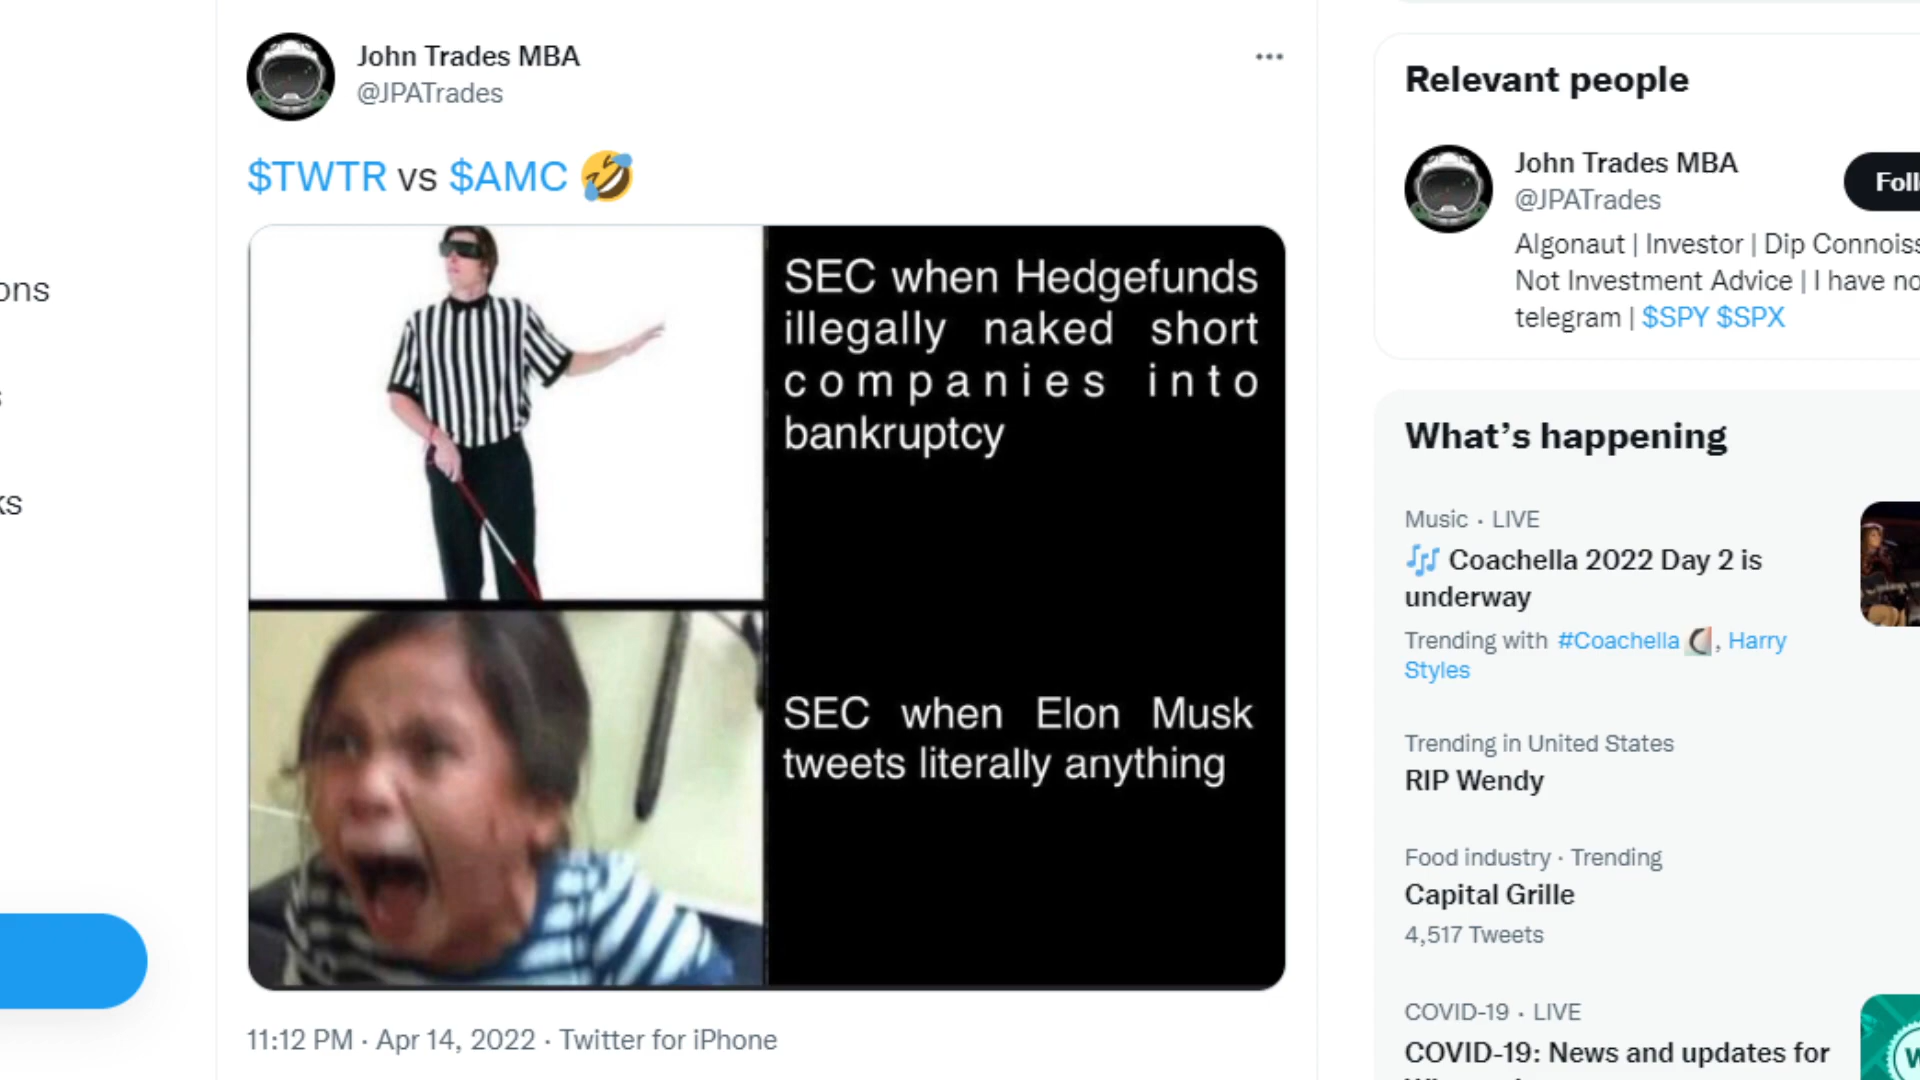 ons
s
ks
John Trades MBA
@JPATrades
$TWTR vs $AMC 🤣
SEC when Hedgefunds
illegally naked short
companies into
bankruptcy
SEC when Elon Musk
tweets literally anything
11:12 PM · Apr 14, 2022 · Twitter for iPhone
Relevant people
John Trades MBA
@JPATrades
Foll
Algonaut | Investor | Dip Connoiss
Not Investment Advice | I have no
telegram | $SPY $SPX
What's happening
Music · LIVE
🎶 Coachella 2022 Day 2 is
underway
Trending with #Coachella, Harry
Styles
Trending in United States
RIP Wendy
Food industry · Trending
Capital Grille
4,517 Tweets
COVID-19 · LIVE
COVID-19: News and updates for